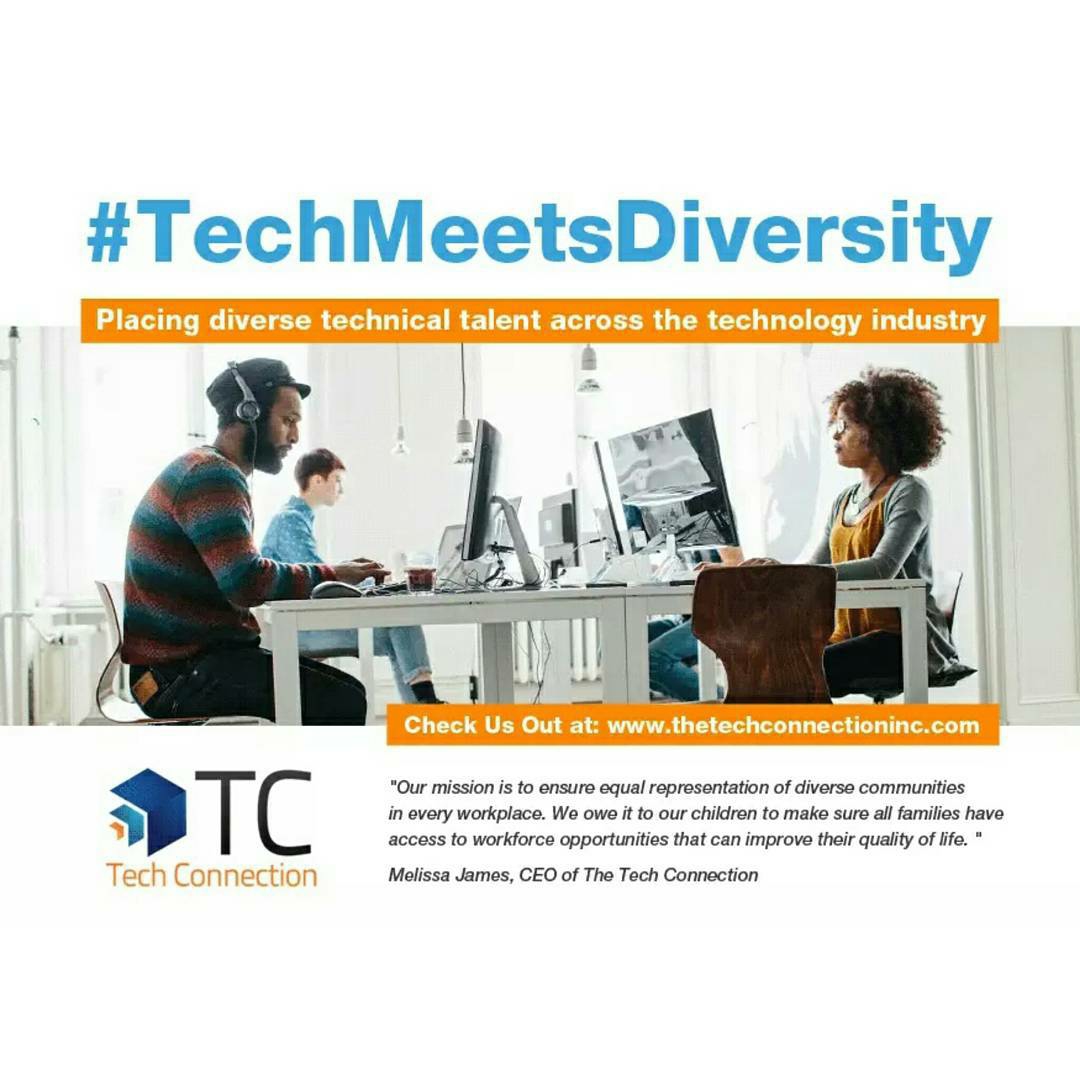 #TechMeetsDiversity
Placing diverse technical talent across the technology industry
Check Us Out at: www.thetechconnectioninc.com
TC
Tech Connection
"Our mission is to ensure equal representation of diverse communities
in every workplace. We owe it to our children to make sure all families have
access to workforce opportunities that can improve their quality of life. "
Melissa James, CEO of The Tech Connection